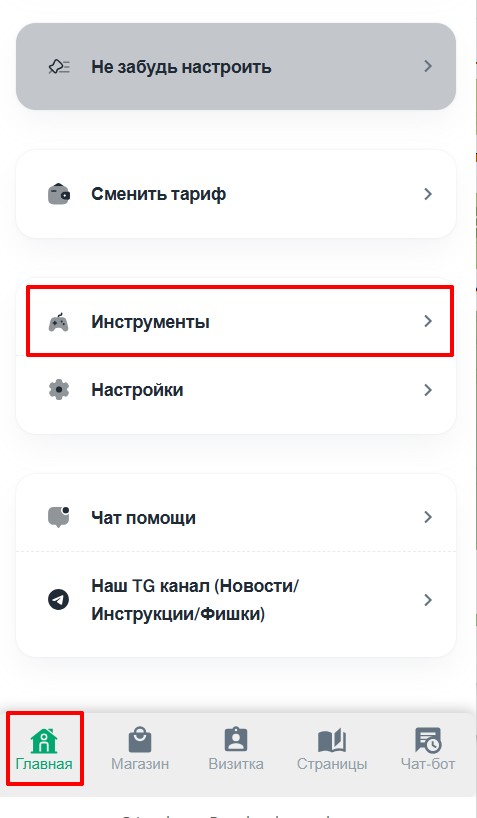 Не забудь настроить
Сменить тариф
Инструменты
Настройки
Чат помощи
Наш TG канал (Новости/
Инструкции/Фишки)
Главная
Магазин
Визитка
Страницы
Чат-бот